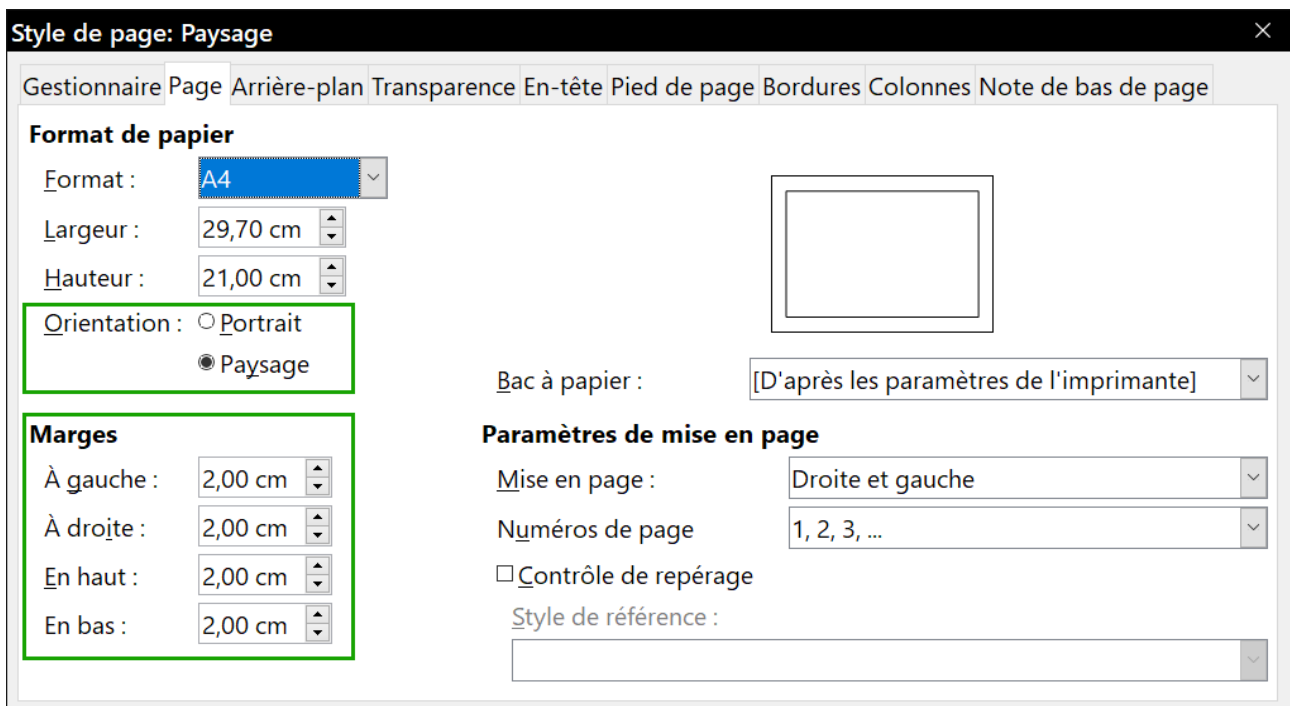 Style de page: Paysage
Gestionnaire Page Arrière-plan Transparence En-tête Pied de page Bordures Colonnes Note de bas de page
Format de papier
Format : A4
Largeur : 29,70 cm
Hauteur : 21,00 cm
Orientation : Portrait
Paysage
Bac à papier : [D'après les paramètres de l'imprimante]
Marges
À gauche : 2,00 cm
À droite : 2,00 cm
En haut : 2,00 cm
En bas : 2,00 cm
Paramètres de mise en page
Mise en page : Droite et gauche
Numéros de page 1, 2, 3, ...
Contrôle de repérage
Style de référence :